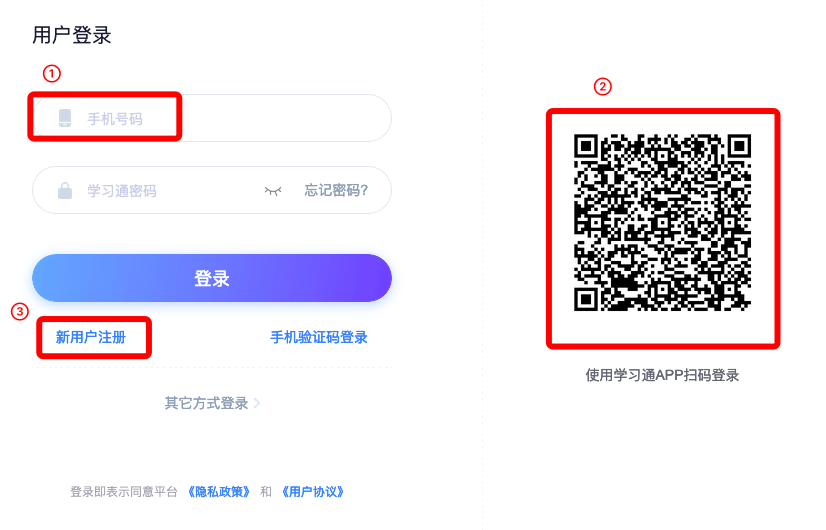 用户登录
①
②
手机号码
学习通密码
忘记密码?
登录
③
新用户注册
手机验证码登录
使用学习通APP扫码登录
其它方式登录
登录即表示同意平台 《隐私政策》 和 《用户协议》